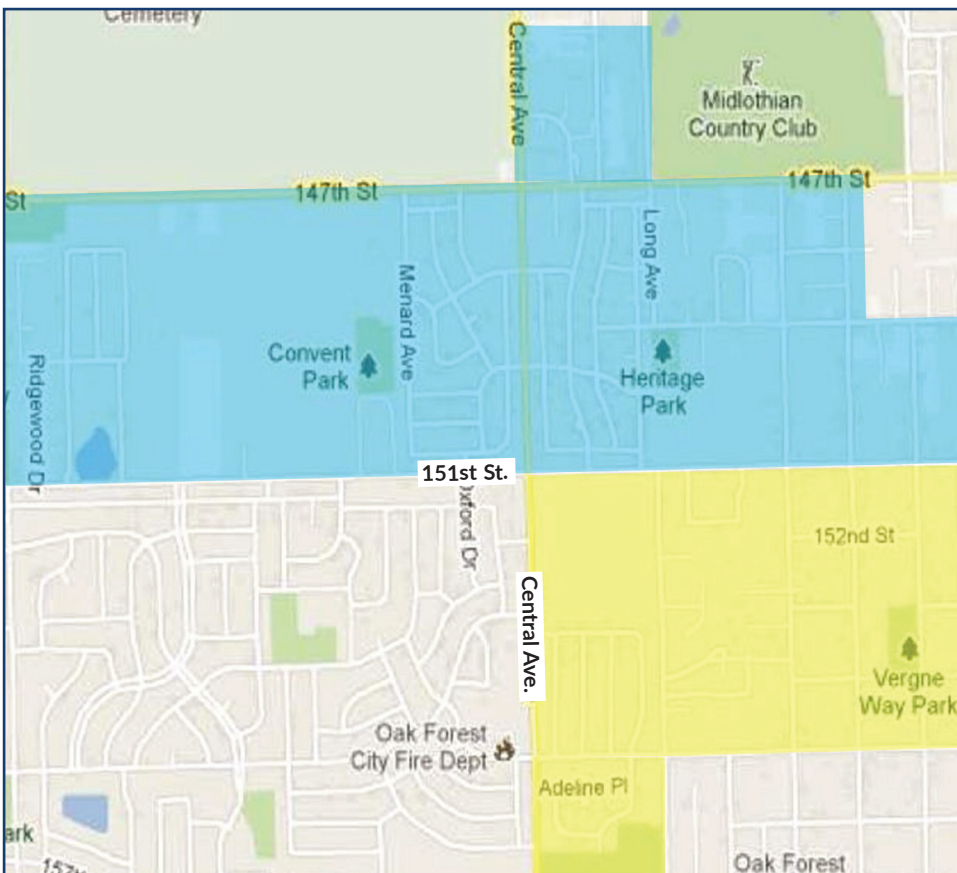 Cemetery
Central Ave
Midlothian
Country Club
St
147th St
147th St
Long Ave
Menard Ave
Convent
Park
Heritage
Park
Ridgewood Dr
151st St.
Oxford Dr
152nd St
Central Ave.
Vergne
Way Park
Oak Forest
City Fire Dept
Adeline Pl
ark
Oak Forest